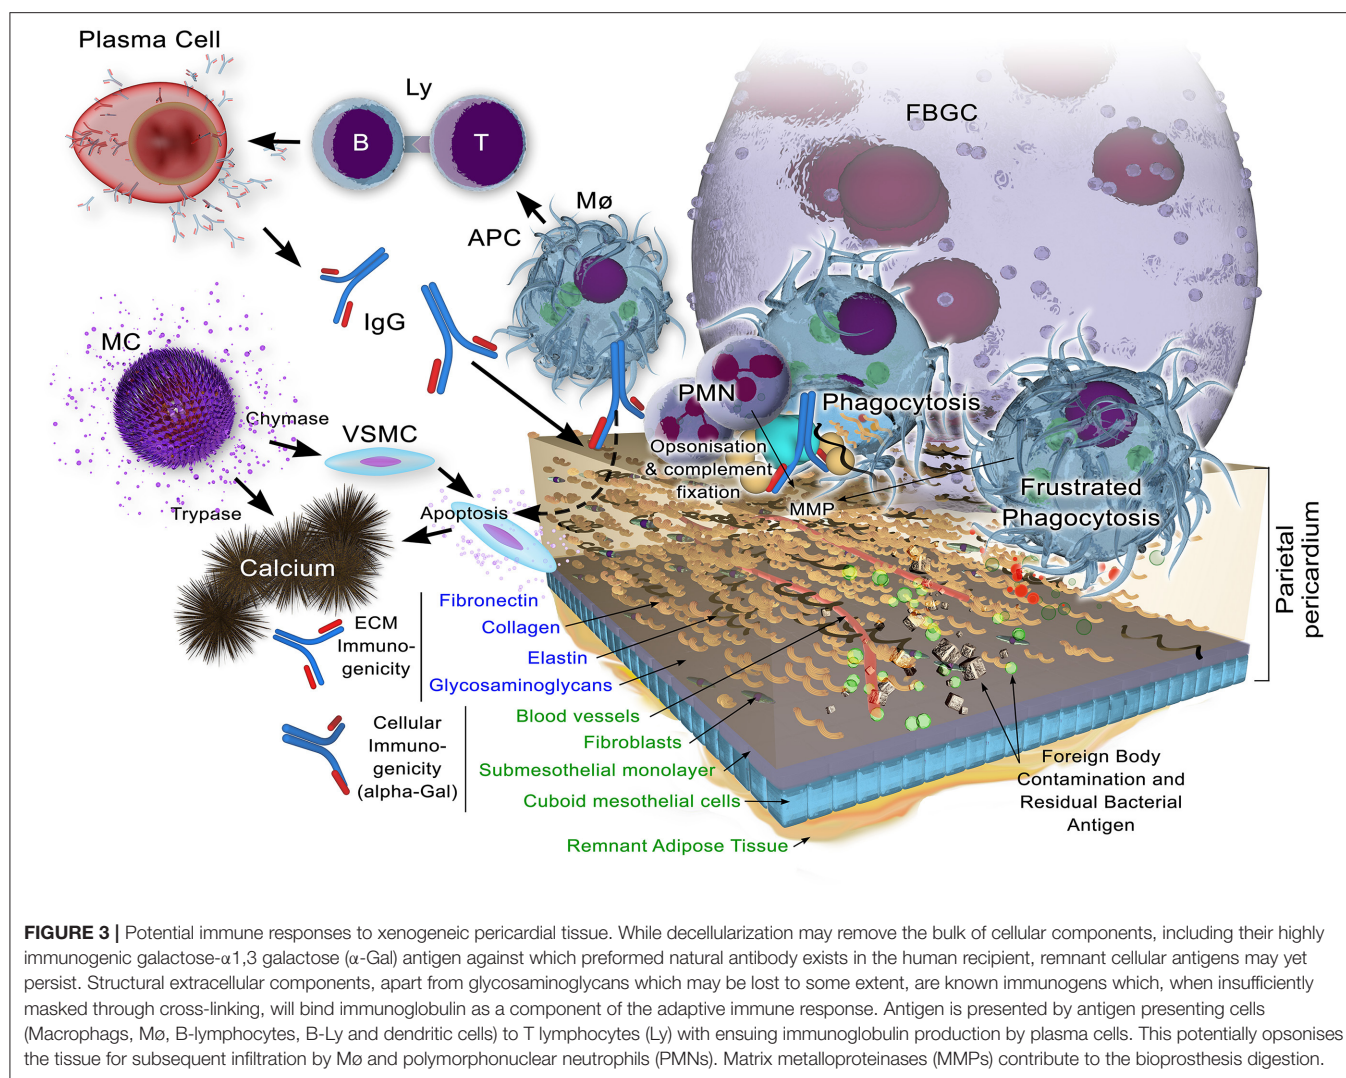 Plasma Cell
Ly
B
T
FBGC
Mø
APC
IgG
MC
Chymase
VSMC
Trypase
Apoptosis
Calcium
PMN
Phagocytosis
Opsonisation
& complement
fixation
MMP
Frustrated
Phagocytosis
Parietal
pericardium
ECM
Immuno-
genicity
Fibronectin
Collagen
Elastin
Glycosaminoglycans
Cellular
Immuno-
genicity
(alpha-Gal)
Blood vessels
Fibroblasts
Submesothelial monolayer
Cuboid mesothelial cells
Remnant Adipose Tissue
Foreign Body
Contamination and
Residual Bacterial
Antigen
FIGURE 3 | Potential immune responses to xenogeneic pericardial tissue. While decellularization may remove the bulk of cellular components, including their highly
immunogenic galactose-α1,3 galactose (α-Gal) antigen against which preformed natural antibody exists in the human recipient, remnant cellular antigens may yet
persist. Structural extracellular components, apart from glycosaminoglycans which may be lost to some extent, are known immunogens which, when insufficiently
masked through cross-linking, will bind immunoglobulin as a component of the adaptive immune response. Antigen is presented by antigen presenting cells
(Macrophags, Mø, B-lymphocytes, B-Ly and dendritic cells) to T lymphocytes (Ly) with ensuing immunoglobulin production by plasma cells. This potentially opsonises
the tissue for subsequent infiltration by Mø and polymorphonuclear neutrophils (PMNs). Matrix metalloproteinases (MMPs) contribute to the bioprosthesis digestion.